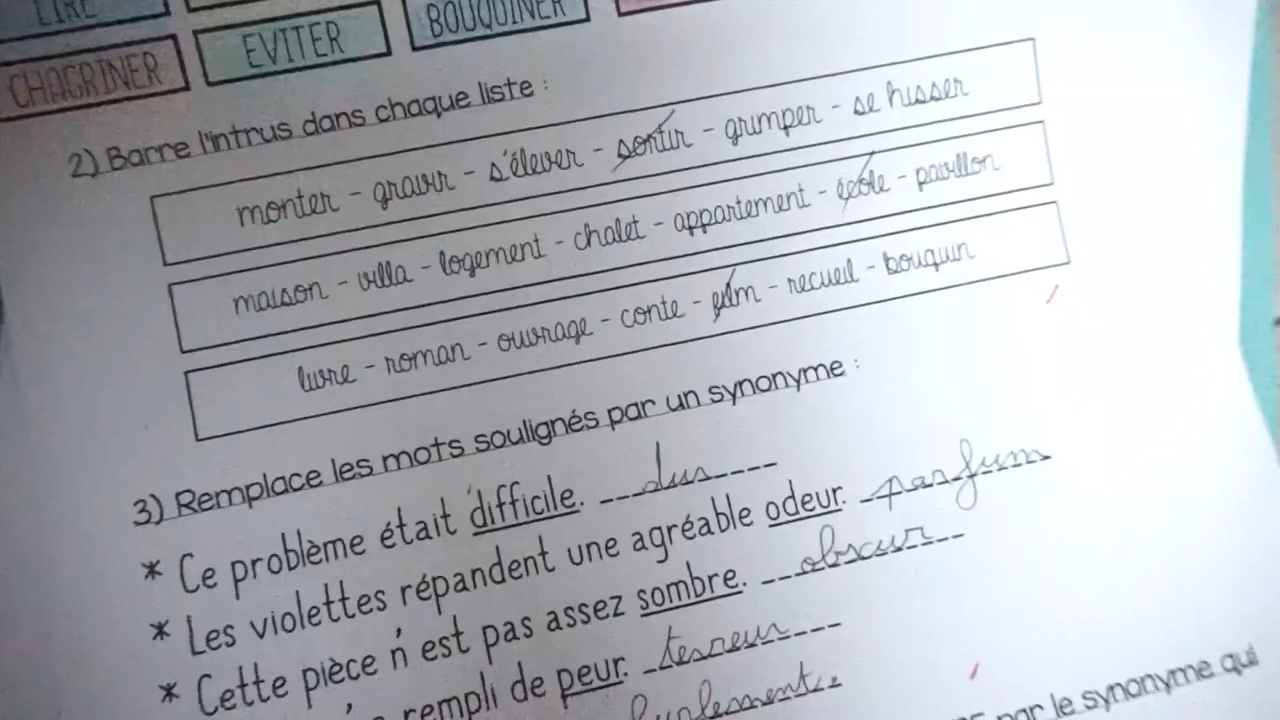 LIRE
CHAGRINER EVITER BOUQUINER
2) Barre l'intrus dans chaque liste :
monter - gravir - s'élever - sortir - grimper - se hisser
maison - villa - logement - chalet - appartement - école - pavillon
livre - roman - ouvrage - conte - film - recueil - bouquin
3) Remplace les mots soulignés par un synonyme :
* Ce problème était difficile. dur
* Les violettes répandent une agréable odeur. parfum
* Cette pièce n'est pas assez sombre. obscur
rempli de peur. terreur
par le synonyme qui